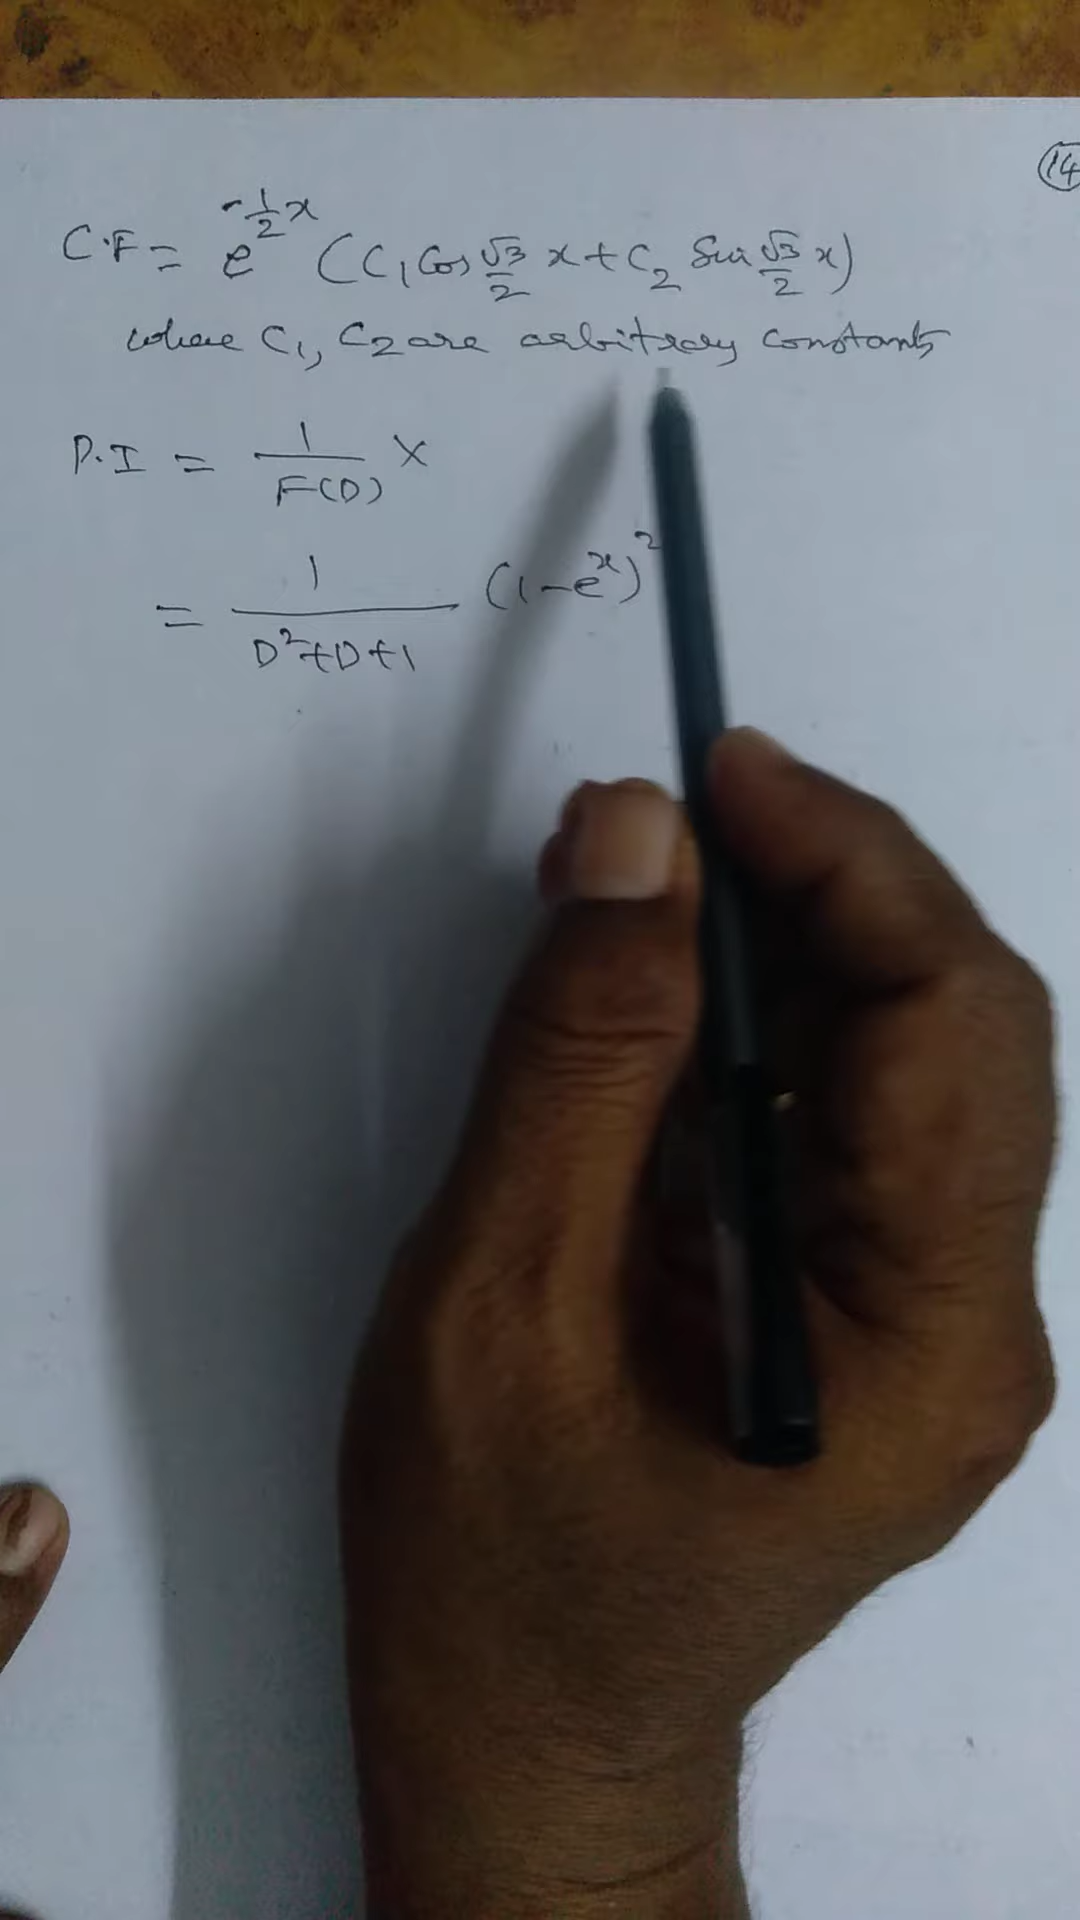 14
C.F = e^{-1/2 x} (C₁ Cos √3/2 x + C₂ Sin √3/2 x)
where C₁, C₂ are arbitrary constants
P.I = 1/F(D) X
= 1/(D²+D+1) (1-e^x)²